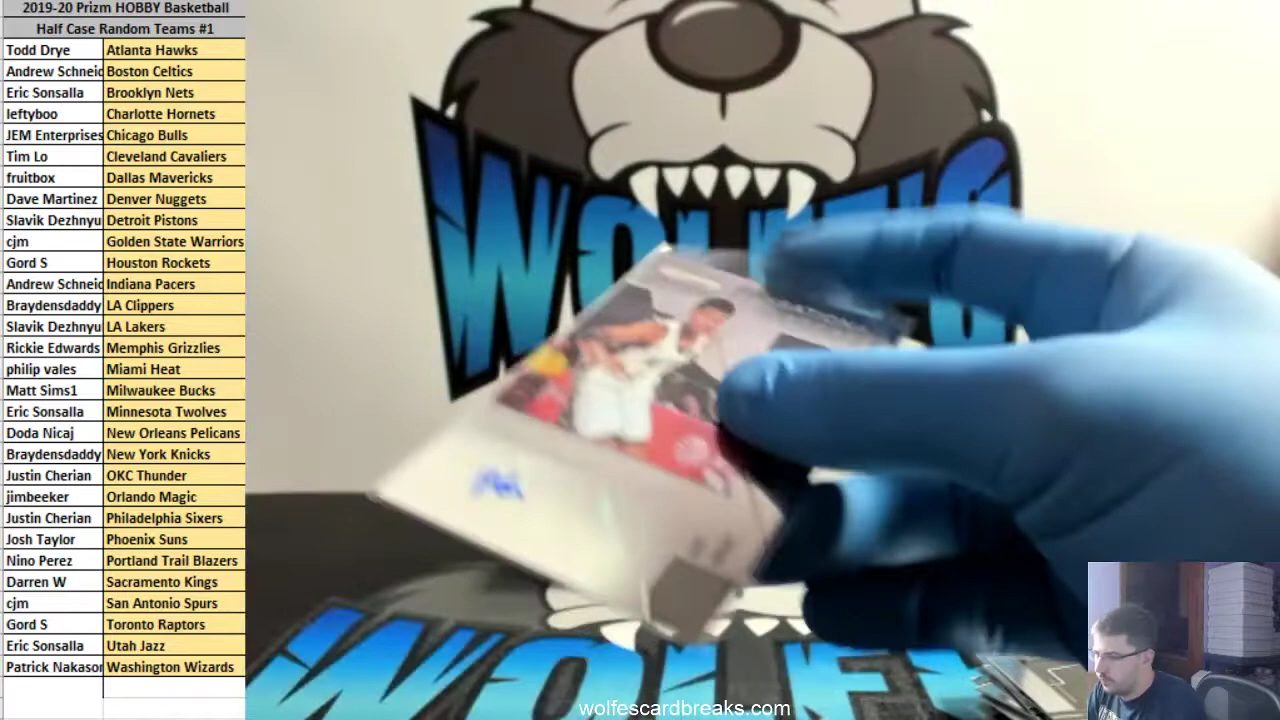 2019-20 Prizm HOBBY Basketball
Half Case Random Teams #1
Todd Drye Atlanta Hawks
Andrew Schneid Boston Celtics
Eric Sonsalla Brooklyn Nets
leftyboo Charlotte Hornets
JEM Enterprises Chicago Bulls
Tim Lo Cleveland Cavaliers
fruitbox Dallas Mavericks
Dave Martinez Denver Nuggets
Slavik Dezhnyu Detroit Pistons
cjm Golden State Warriors
Gord S Houston Rockets
Andrew Schneid Indiana Pacers
Braydensdaddy LA Clippers
Slavik Dezhnyu LA Lakers
Rickie Edwards Memphis Grizzlies
philip vales Miami Heat
Matt Sims1 Milwaukee Bucks
Eric Sonsalla Minnesota Twolves
Doda Nicaj New Orleans Pelicans
Braydensdaddy New York Knicks
Justin Cherian OKC Thunder
jimbeeker Orlando Magic
Justin Cherian Philadelphia Sixers
Josh Taylor Phoenix Suns
Nino Perez Portland Trail Blazers
Darren W Sacramento Kings
cjm San Antonio Spurs
Gord S Toronto Raptors
Eric Sonsalla Utah Jazz
Patrick Nakason Washington Wizards
WOLFE'S
WOLFE
wolfescardbreaks.com